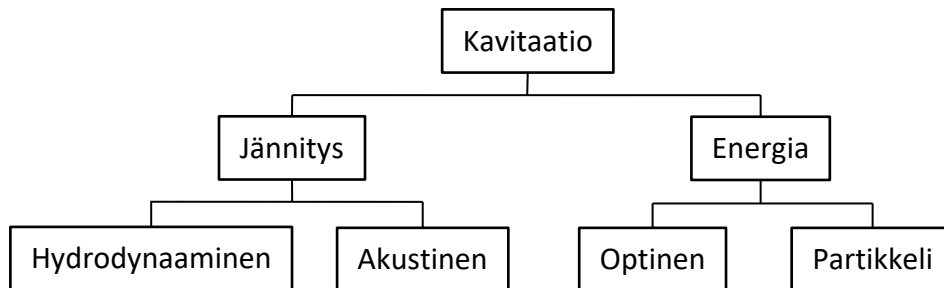 Kavitaatio
Jännitys
Energia
Hydrodynaaminen
Akustinen
Optinen
Partikkeli